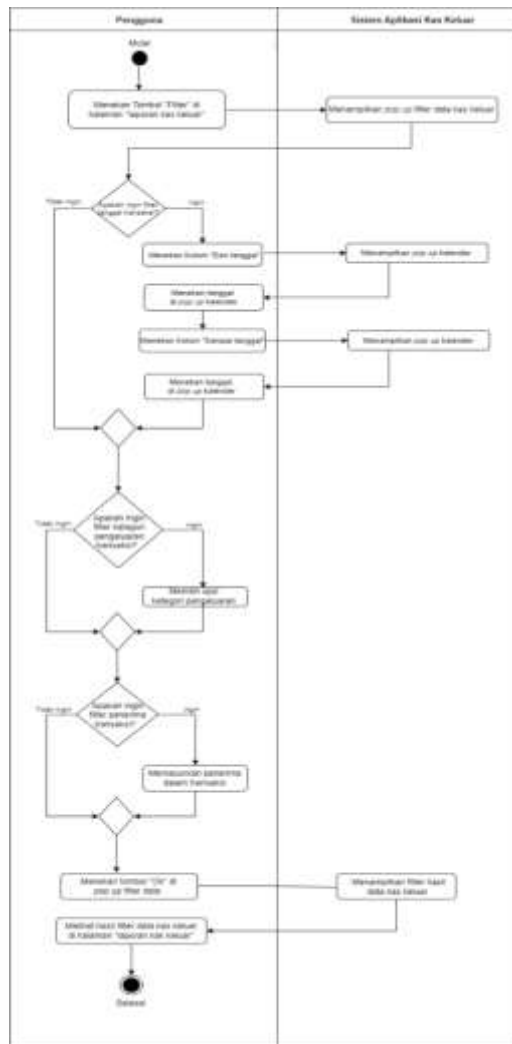 Pengguna
Sistem Aplikasi Kas Keluar
Mulai
Menekan Tombol "Filter" di
halaman "laporan kas keluar"
Menampilkan pop up filter data kas keluar
Apakah ingin filter
tanggal transaksi?
Tidak ingin
Ingin
Menekan kolom "Dari tanggal"
Menampilkan pop up kalender
Menekan tanggal
di pop up kalender
Menekan kolom "Sampai tanggal"
Menampilkan pop up kalender
Menekan tanggal
di pop up kalender
Apakah ingin
filter kategori
pengeluaran
transaksi?
Tidak ingin
Ingin
Memilih opsi
kategori pengeluaran
Apakah ingin
filter penerima
transaksi?
Tidak ingin
Ingin
Memasukkan penerima
dalam transaksi
Menekan tombol "Ok" di
pop up filter data
Menampilkan filter hasil
data kas keluar
Melihat hasil filter data kas keluar
di halaman "laporan kas keluar"
Selesai